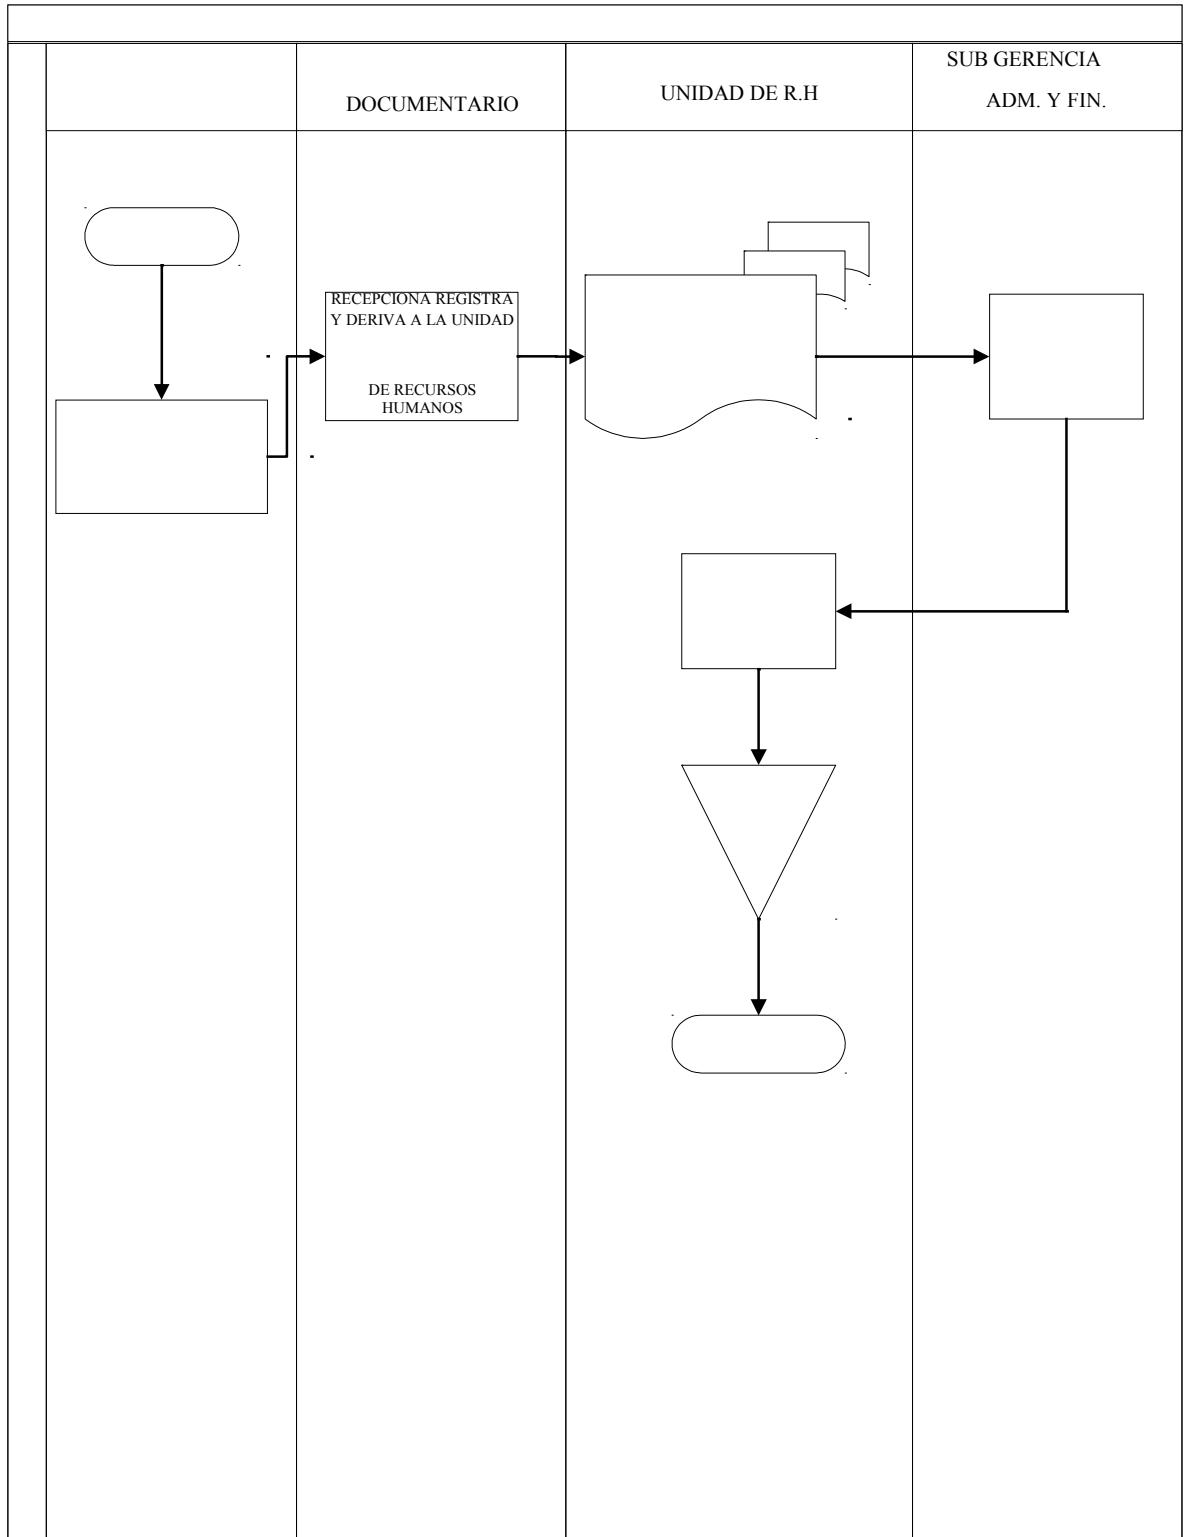 DOCUMENTARIO
UNIDAD DE R.H
SUB GERENCIA
ADM. Y FIN.
RECEPCIONA REGISTRA
Y DERIVA A LA UNIDAD
DE RECURSOS
HUMANOS